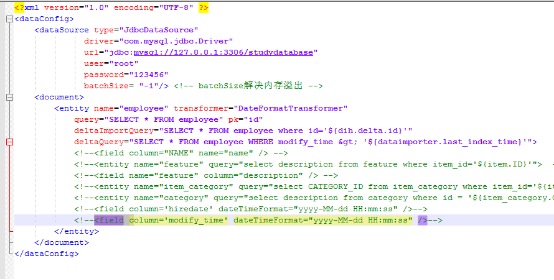 <?xml version="1.0" encoding="UTF-8" ?>
<dataConfig>
<dataSource type="JdbcDataSource"
driver="com.mysql.jdbc.Driver"
url="jdbc:mysql://127.0.0.1:3306/studydatabase"
user="root"
password="123456"
batchSize= "-1"/> <!-- batchSize解决内存溢出 -->
<document>
<entity name="employee" transformer="DateFormatTransformer"
query="SELECT * FROM employee" pk="id"
deltaImportQuery="SELECT * FROM employee where id='${dih.delta.id}'"
deltaQuery="SELECT * FROM employee WHERE modify_time &gt; '${dataimporter.last_index_time}'">
<!--<field column="NAME" name="name" /> -->
<!--<entity name="feature" query="select description from feature where item_id='${item.ID}'"> -
<!--<field name="feature" column="description" /> -->
<!--<entity name="item_category" query="select CATEGORY_ID from item_category where item_id='${it
<!--<entity name="category" query="select description from category where id = '${item_category.C
<!--<field column='hiredate' dateTimeFormat="yyyy-MM-dd HH:mm:ss" />-->
<!--<field column='modify_time' dateTimeFormat="yyyy-MM-dd HH:mm:ss" />-->
</entity>
</document>
</dataConfig>